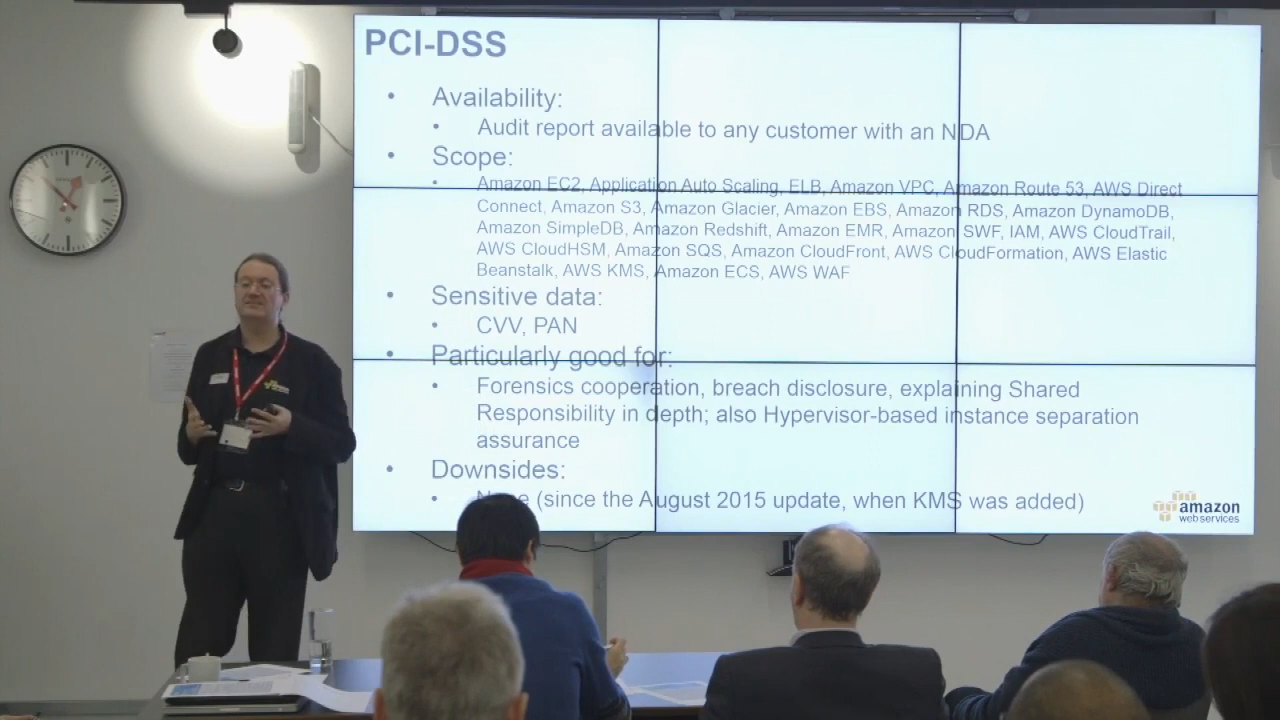 PCI-DSS
• Availability:
• Audit report available to any customer with an NDA
• Scope:
• Amazon EC2, Application Auto Scaling, ELB, Amazon VPC, Amazon Route 53, AWS Direct
Connect, Amazon S3, Amazon Glacier, Amazon EBS, Amazon RDS, Amazon DynamoDB,
Amazon SimpleDB, Amazon Redshift, Amazon EMR, Amazon SWF, IAM, AWS CloudTrail,
AWS CloudHSM, Amazon SQS, Amazon CloudFront, AWS CloudFormation, AWS Elastic
Beanstalk, AWS KMS, Amazon ECS, AWS WAF
• Sensitive data:
• CVV, PAN
• Particularly good for:
• Forensics cooperation, breach disclosure, explaining Shared
Responsibility in depth; also Hypervisor-based instance separation
assurance
• Downsides:
• None (since the August 2015 update, when KMS was added)
amazon
web services